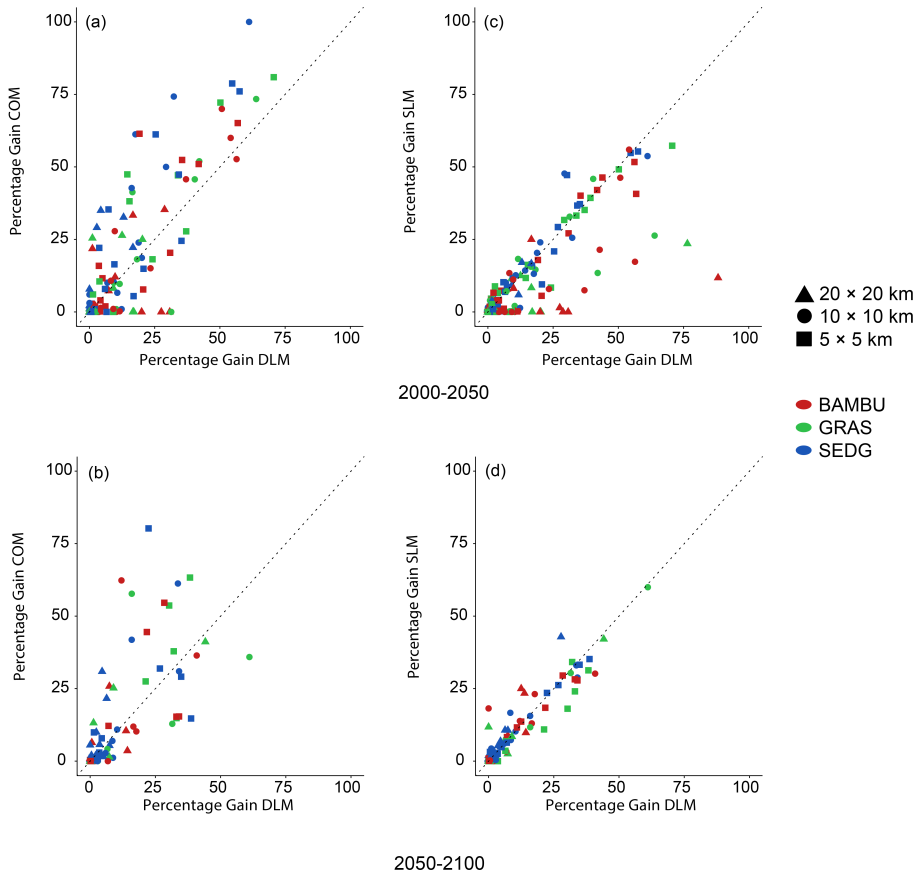 (a)
100
75
50
25
0
Percentage Gain COM
0 25 50 75 100
Percentage Gain DLM
(c)
100
75
50
25
0
Percentage Gain SLM
0 25 50 75 100
Percentage Gain DLM
20 × 20 km
10 × 10 km
5 × 5 km
2000-2050
BAMBU
GRAS
SEDG
(b)
100
75
50
25
0
Percentage Gain COM
0 25 50 75 100
Percentage Gain DLM
(d)
100
75
50
25
0
Percentage Gain SLM
0 25 50 75 100
Percentage Gain DLM
2050-2100